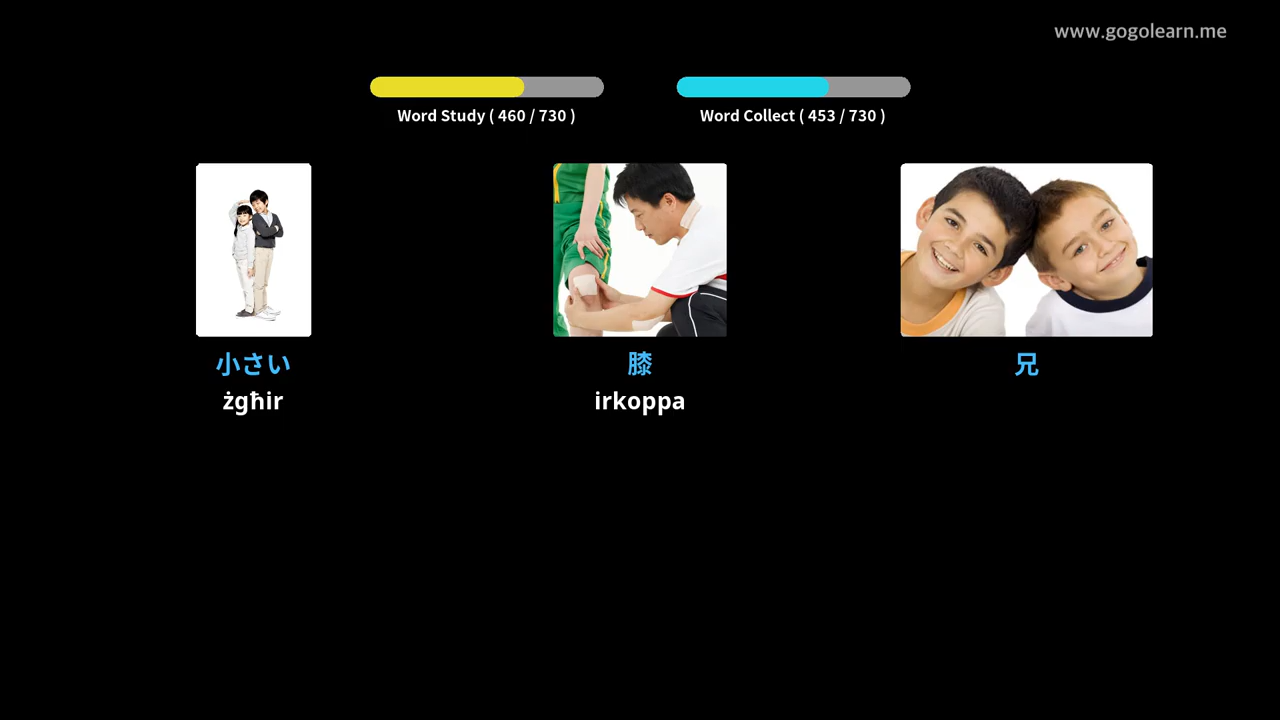 www.gogolearn.me
Word Study ( 460 / 730 )
Word Collect ( 453 / 730 )
小さい
żgħir
膝
irkoppa
兄